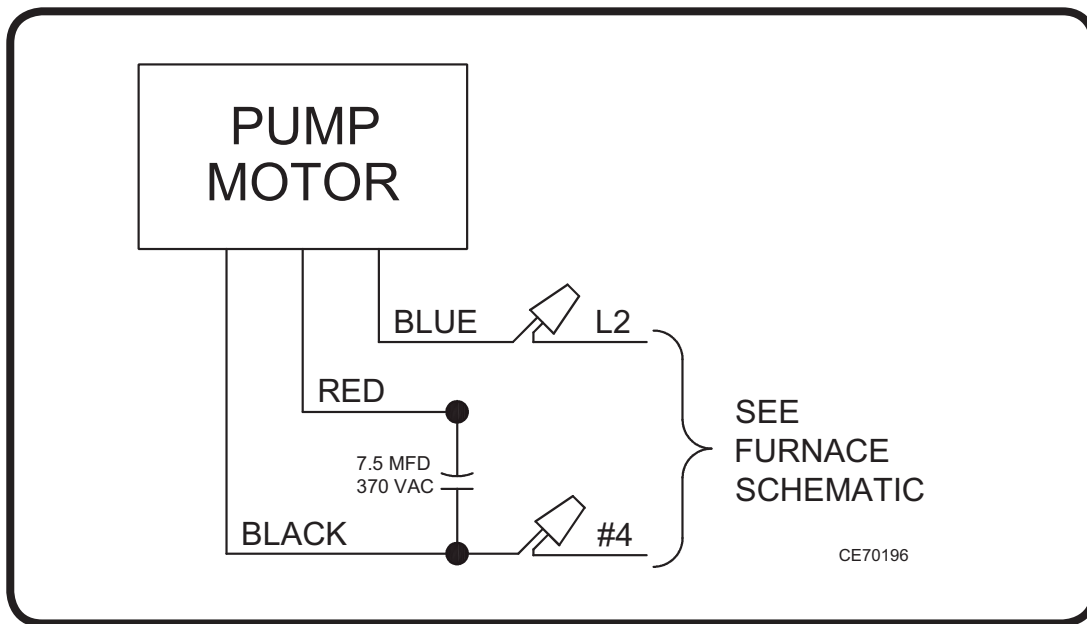 PUMP
MOTOR
BLUE
L2
RED
7.5 MFD
370 VAC
BLACK
#4
SEE
FURNACE
SCHEMATIC
CE70196